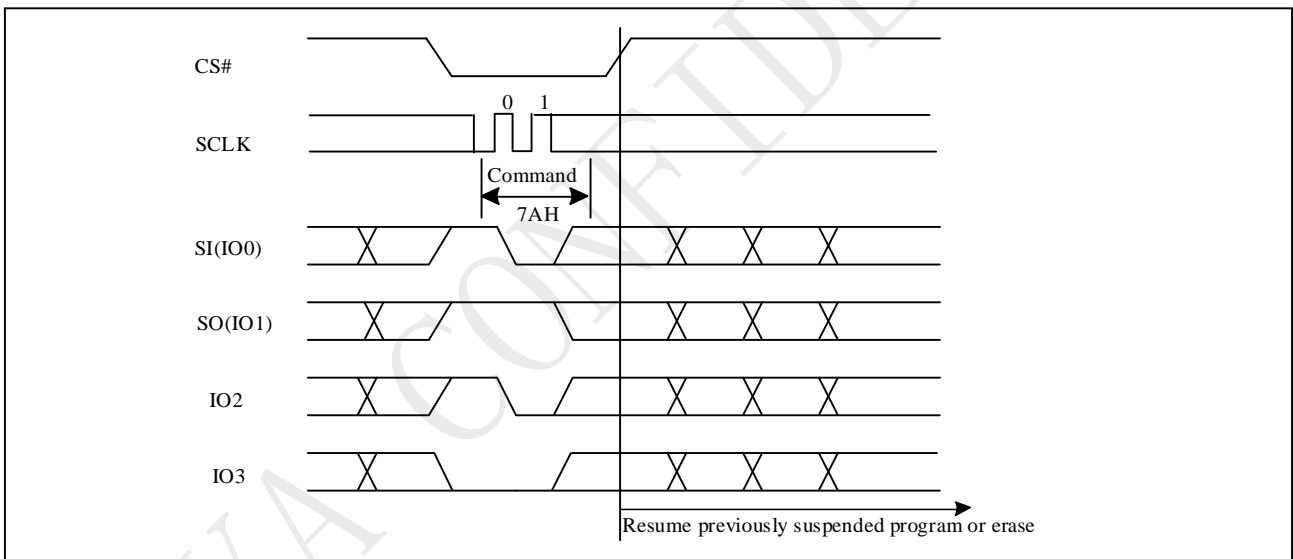 CS#
0 1
SCLK
Command
7AH
SI(IO0)
SO(IO1)
IO2
IO3
Resume previously suspended program or erase